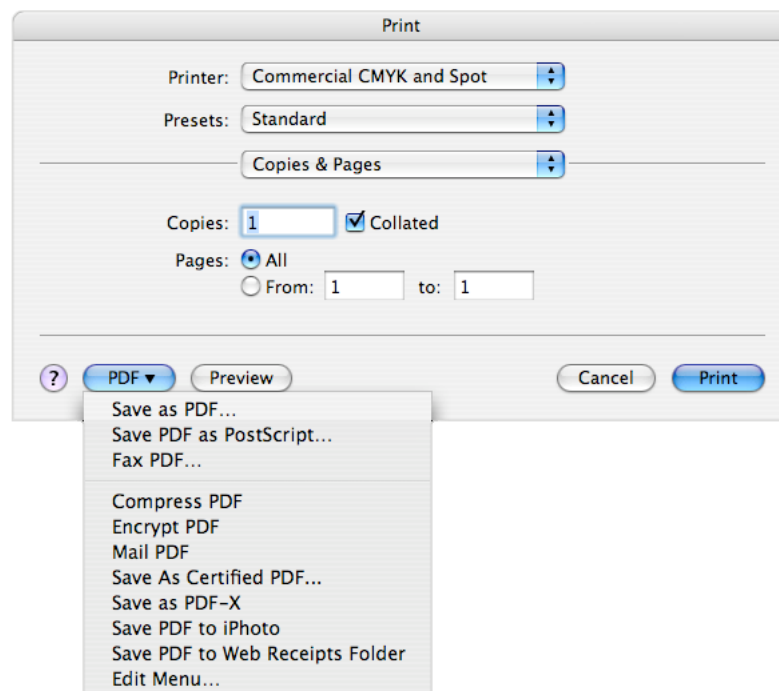 Print
Printer: Commercial CMYK and Spot
Presets: Standard
Copies & Pages
Copies: 1 Collated
Pages: All
From: 1 to: 1
? PDF Preview Cancel Print
Save as PDF...
Save PDF as PostScript...
Fax PDF...
Compress PDF
Encrypt PDF
Mail PDF
Save As Certified PDF...
Save as PDF-X
Save PDF to iPhoto
Save PDF to Web Receipts Folder
Edit Menu...